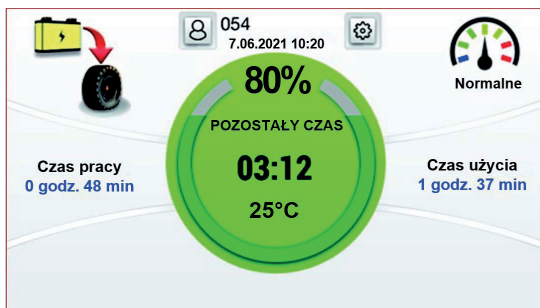 054
7.06.2021 10:20
Normalne
80%
POZOSTAŁY CZAS
03:12
25°C
Czas pracy
0 godz. 48 min
Czas użycia
1 godz. 37 min